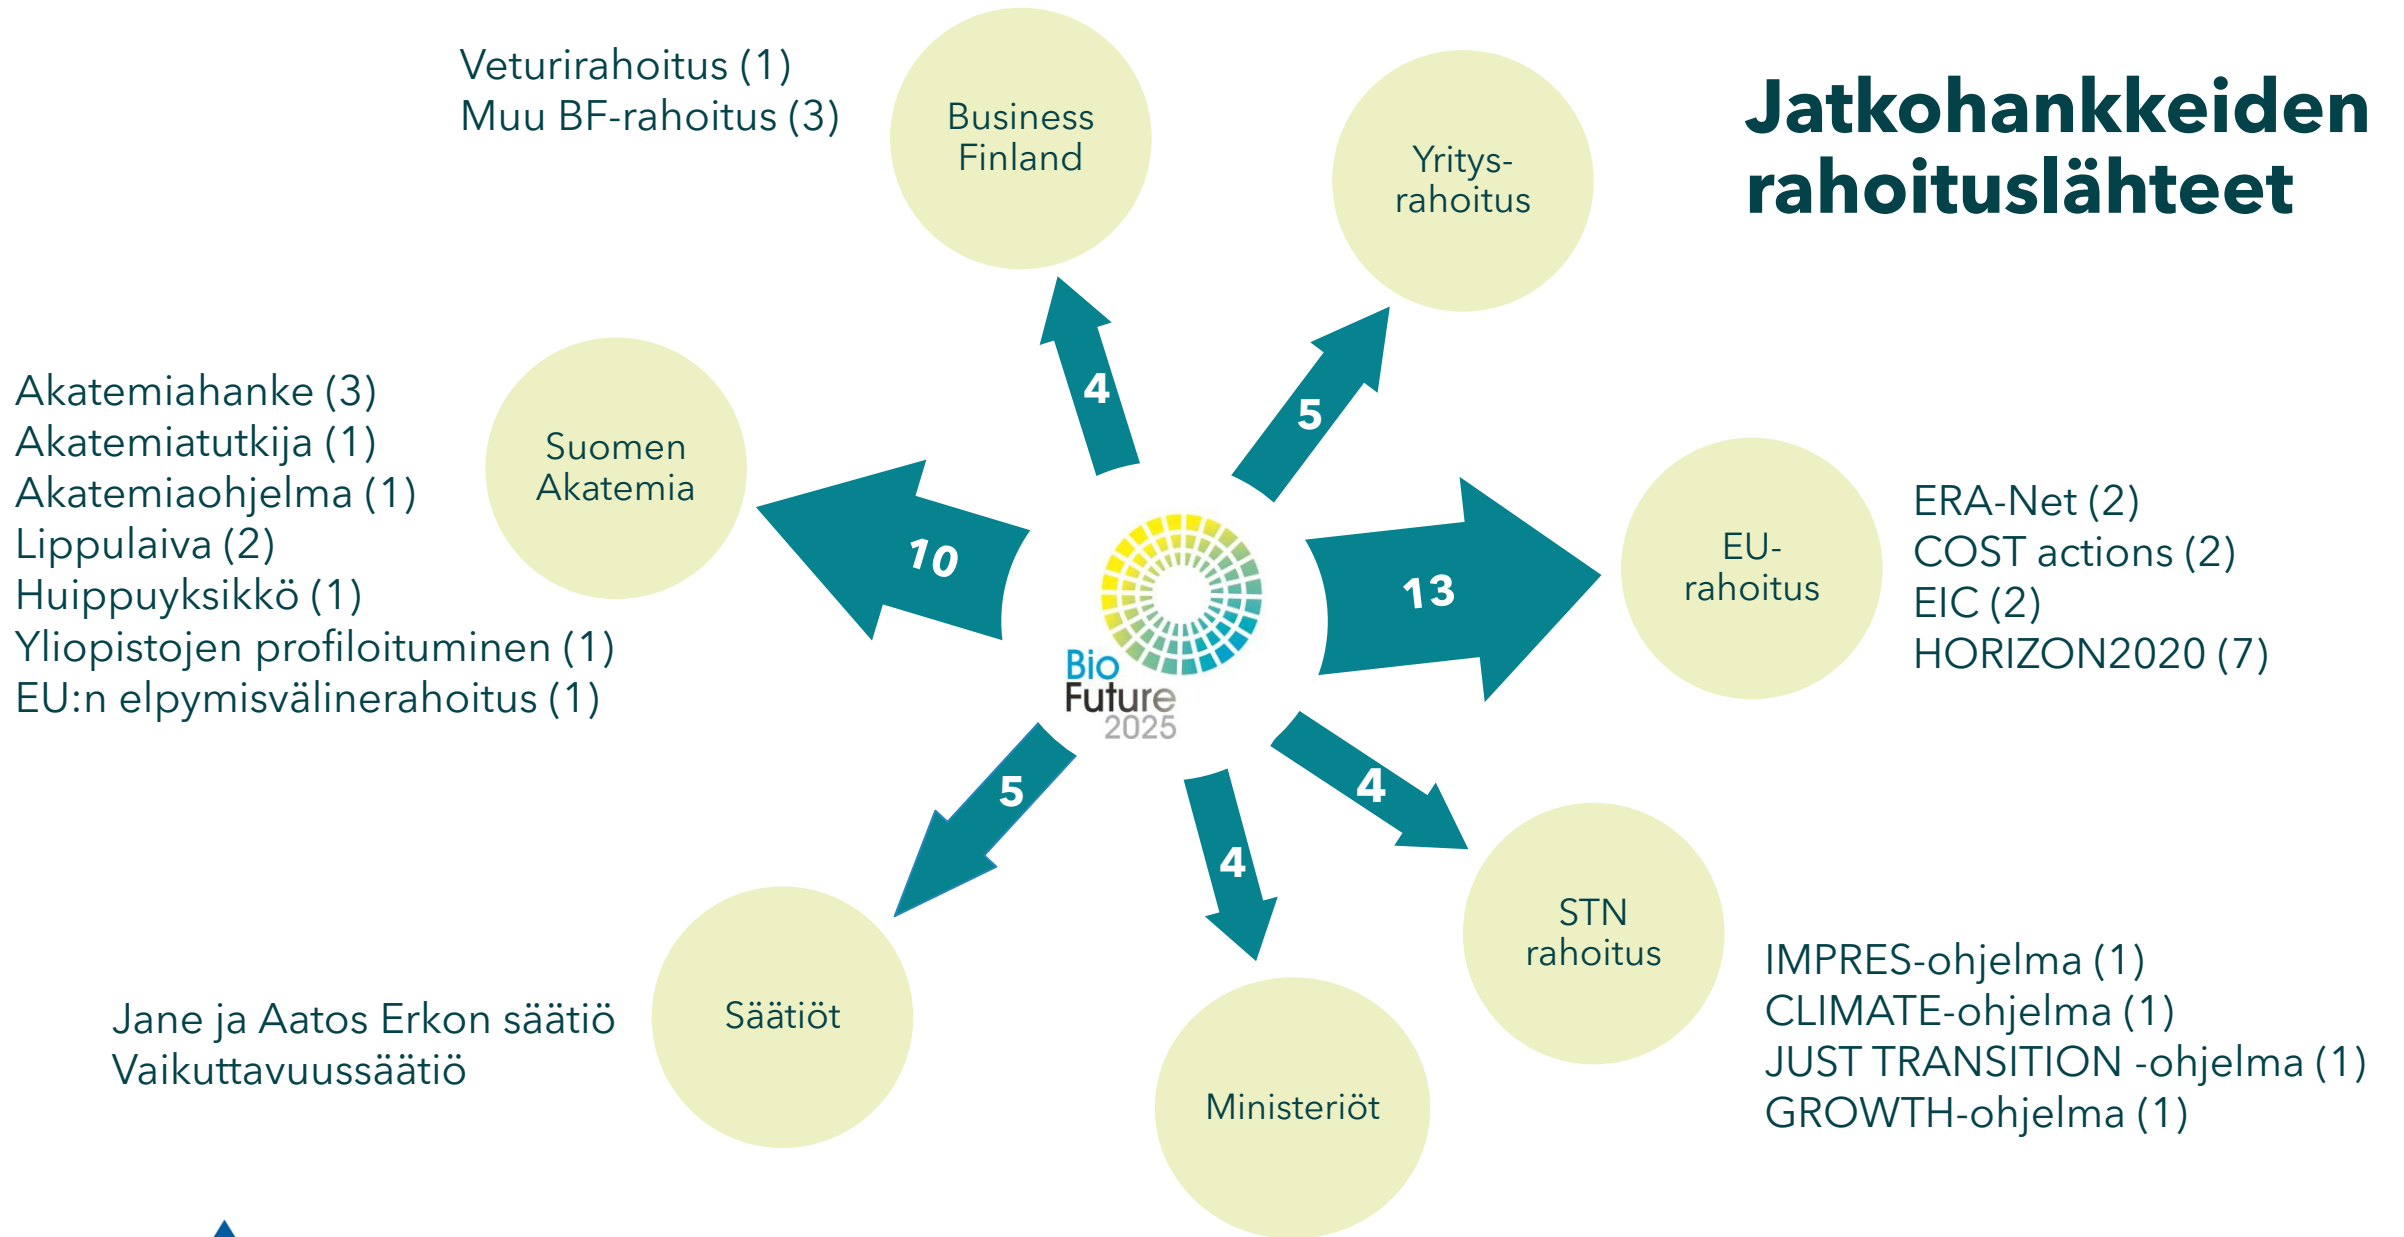 Jatkohankkeiden
rahoituslähteet
Veturirahoitus (1)
Muu BF-rahoitus (3)
Business
Finland
Yritys-
rahoitus
4
5
Akatemiahanke (3)
Akatemiatutkija (1)
Akatemiaohjelma (1)
Lippulaiva (2)
Huippuyksikkö (1)
Yliopistojen profiloituminen (1)
EU:n elpymisvälinerahoitus (1)
Suomen
Akatemia
10
13
EU-
rahoitus
ERA-Net (2)
COST actions (2)
EIC (2)
HORIZON2020 (7)
Bio
Future
2025
5
4
4
Jane ja Aatos Erkon säätiö
Vaikuttavuussäätiö
Säätiöt
Ministeriöt
STN
rahoitus
IMPRES-ohjelma (1)
CLIMATE-ohjelma (1)
JUST TRANSITION -ohjelma (1)
GROWTH-ohjelma (1)